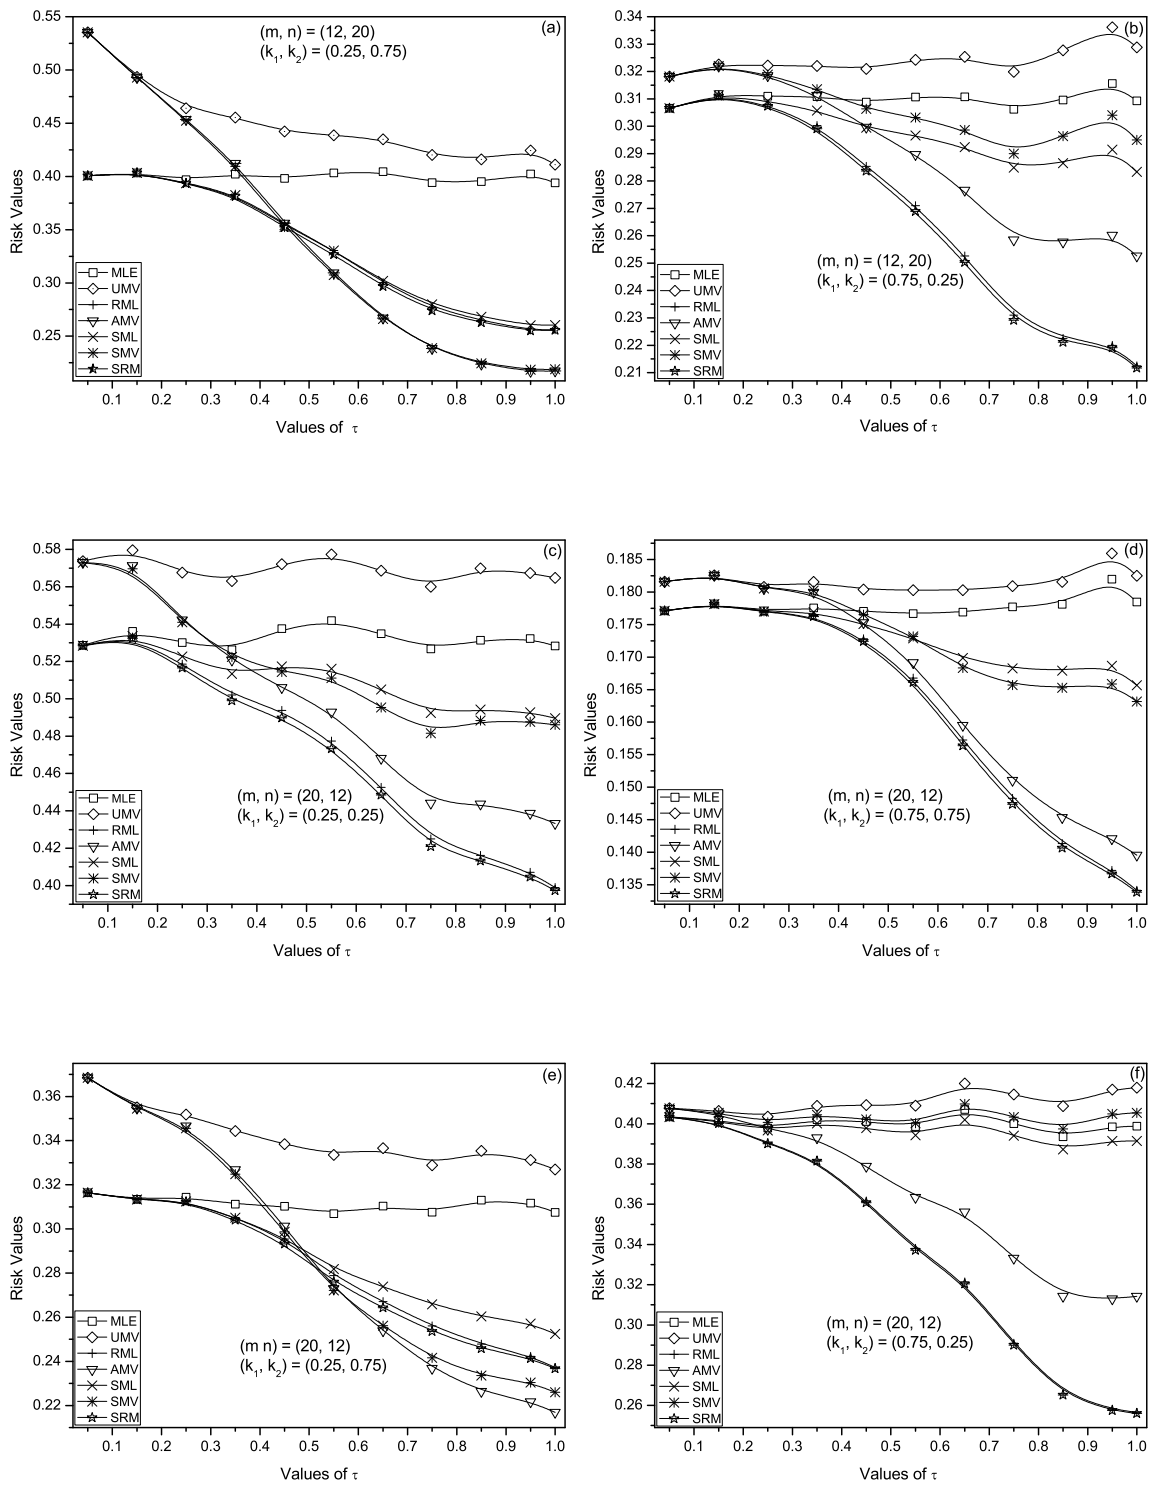 (a)
(m, n) = (12, 20)
(k1, k2) = (0.25, 0.75)
0.55
0.50
0.45
0.40
0.35
0.30
0.25
Risk Values
MLE
UMV
RML
AMV
SML
SMV
SRM
0.1 0.2 0.3 0.4 0.5 0.6 0.7 0.8 0.9 1.0
Values of τ
(b)
(m, n) = (12, 20)
(k1, k2) = (0.75, 0.25)
0.34
0.33
0.32
0.31
0.30
0.29
0.28
0.27
0.26
0.25
0.24
0.23
0.22
0.21
Risk Values
MLE
UMV
RML
AMV
SML
SMV
SRM
0.1 0.2 0.3 0.4 0.5 0.6 0.7 0.8 0.9 1.0
Values of τ
(c)
(m, n) = (20, 12)
(k1, k2) = (0.25, 0.25)
0.58
0.56
0.54
0.52
0.50
0.48
0.46
0.44
0.42
0.40
Risk Values
MLE
UMV
RML
AMV
SML
SMV
SRM
0.1 0.2 0.3 0.4 0.5 0.6 0.7 0.8 0.9 1.0
Values of τ
(d)
(m, n) = (20, 12)
(k1, k2) = (0.75, 0.75)
0.185
0.180
0.175
0.170
0.165
0.160
0.155
0.150
0.145
0.140
0.135
Risk Values
MLE
UMV
RML
AMV
SML
SMV
SRM
0.1 0.2 0.3 0.4 0.5 0.6 0.7 0.8 0.9 1.0
Values of τ
(e)
(m n) = (20, 12)
(k1, k2) = (0.25, 0.75)
0.36
0.34
0.32
0.30
0.28
0.26
0.24
0.22
Risk Values
MLE
UMV
RML
AMV
SML
SMV
SRM
0.1 0.2 0.3 0.4 0.5 0.6 0.7 0.8 0.9 1.0
Values of τ
(f)
(m, n) = (20, 12)
(k1, k2) = (0.75, 0.25)
0.42
0.40
0.38
0.36
0.34
0.32
0.30
0.28
0.26
Risk Values
MLE
UMV
RML
AMV
SML
SMV
SRM
0.1 0.2 0.3 0.4 0.5 0.6 0.7 0.8 0.9 1.0
Values of τ